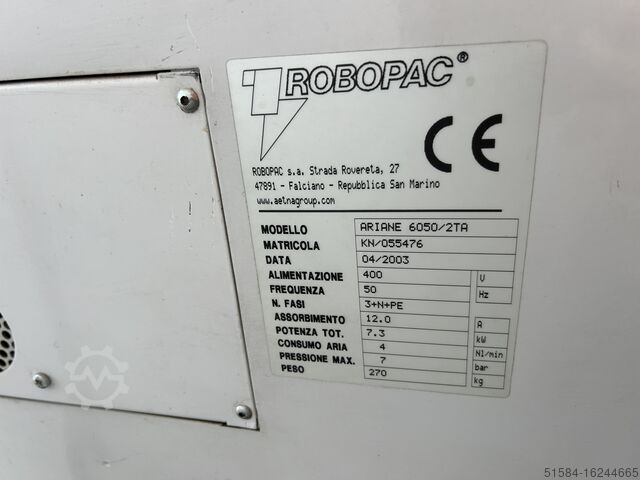 ROBOPAC®
ROBOPAC s.a. Strada Rovereta, 27
47891 - Falciano - Repubblica San Marino
www.aetnagroup.com
CE
MODELLO ARIANE 6050/2TA
MATRICOLA KN/055476
DATA 04/2003
ALIMENTAZIONE 400 V
FREQUENZA 50 Hz
N. FASI 3+N+PE
ASSORBIMENTO 12.0 A
POTENZA TOT. 7.3 kW
CONSUMO ARIA 4 Nl/min
PRESSIONE MAX. 7 bar
PESO 270 kg
51584-16244665